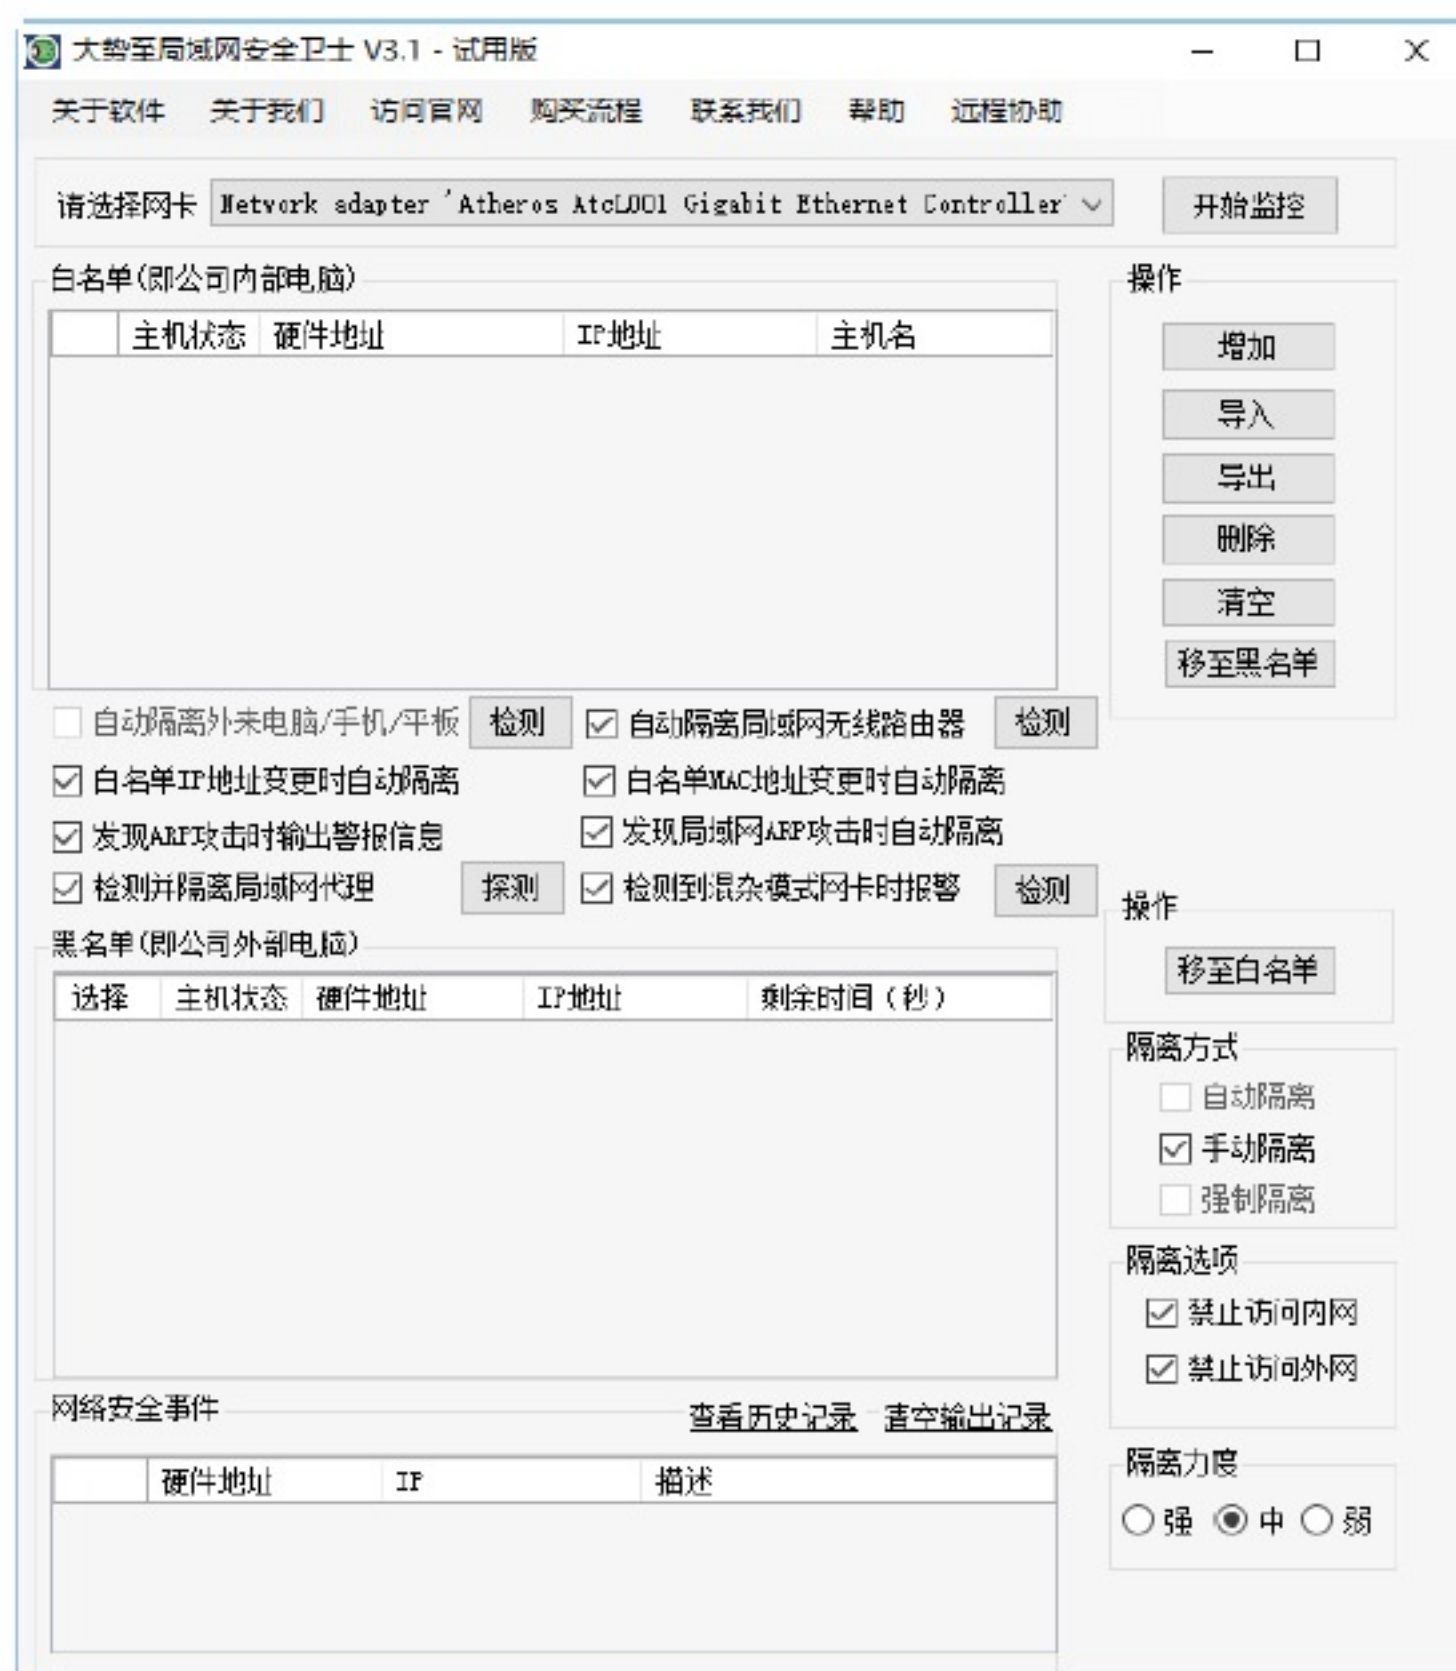 大势至局域网安全卫士 V3.1 - 试用版
关于软件 关于我们 访问官网 购买流程 联系我们 帮助 远程协助
请选择网卡 Network adapter 'Atheros AtcL001 Gigabit Ethernet Controller' 开始监控
白名单(即公司内部电脑) 操作
主机状态 硬件地址 IP地址 主机名
增加
导入
导出
删除
清空
移至黑名单
自动隔离外来电脑/手机/平板 检测 自动隔离局域网无线路由器 检测
白名单IP地址变更时自动隔离 白名单MAC地址变更时自动隔离
发现ARP攻击时输出警报信息 发现局域网ARP攻击时自动隔离
检测并隔离局域网代理 探测 检测到混杂模式网卡时报警 检测
操作
移至白名单
黑名单(即公司外部电脑)
选择 主机状态 硬件地址 IP地址 剩余时间(秒)
隔离方式
自动隔离
手动隔离
强制隔离
隔离选项
禁止访问内网
禁止访问外网
网络安全事件 查看历史记录 清空输出记录
硬件地址 IP 描述
隔离力度
强 中 弱